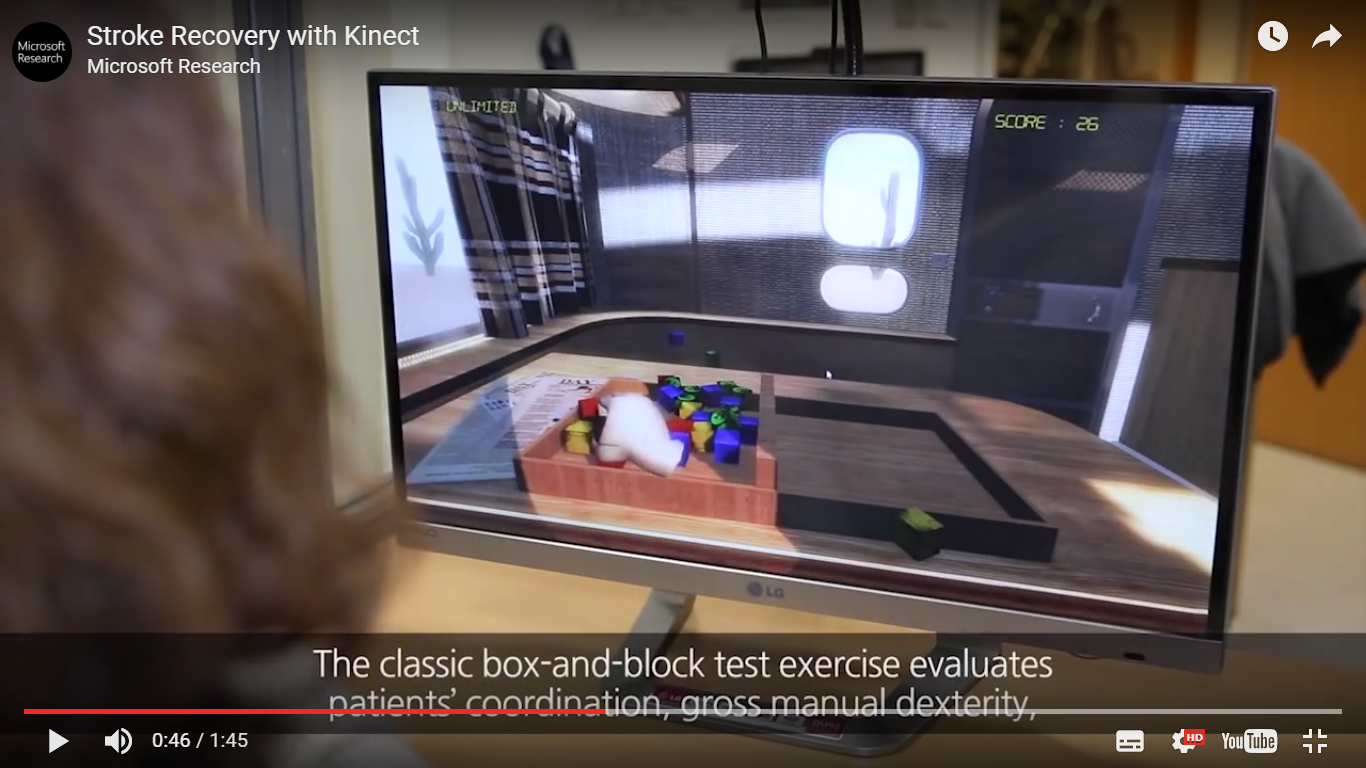 Microsoft
Research
Stroke Recovery with Kinect
Microsoft Research
UNLIMITED
SCORE : 26
DAY
LG
The classic box-and-block test exercise evaluates
patients' coordination, gross manual dexterity,
0:46 / 1:45
HD
YouTube